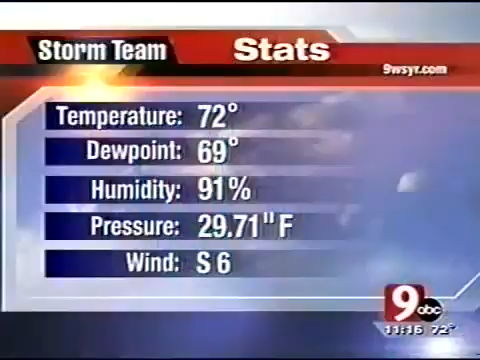 Storm Team Stats
9wsyr.com
Temperature: 72°
Dewpoint: 69°
Humidity: 91%
Pressure: 29.71" F
Wind: S 6
9 abc
11:16 72°